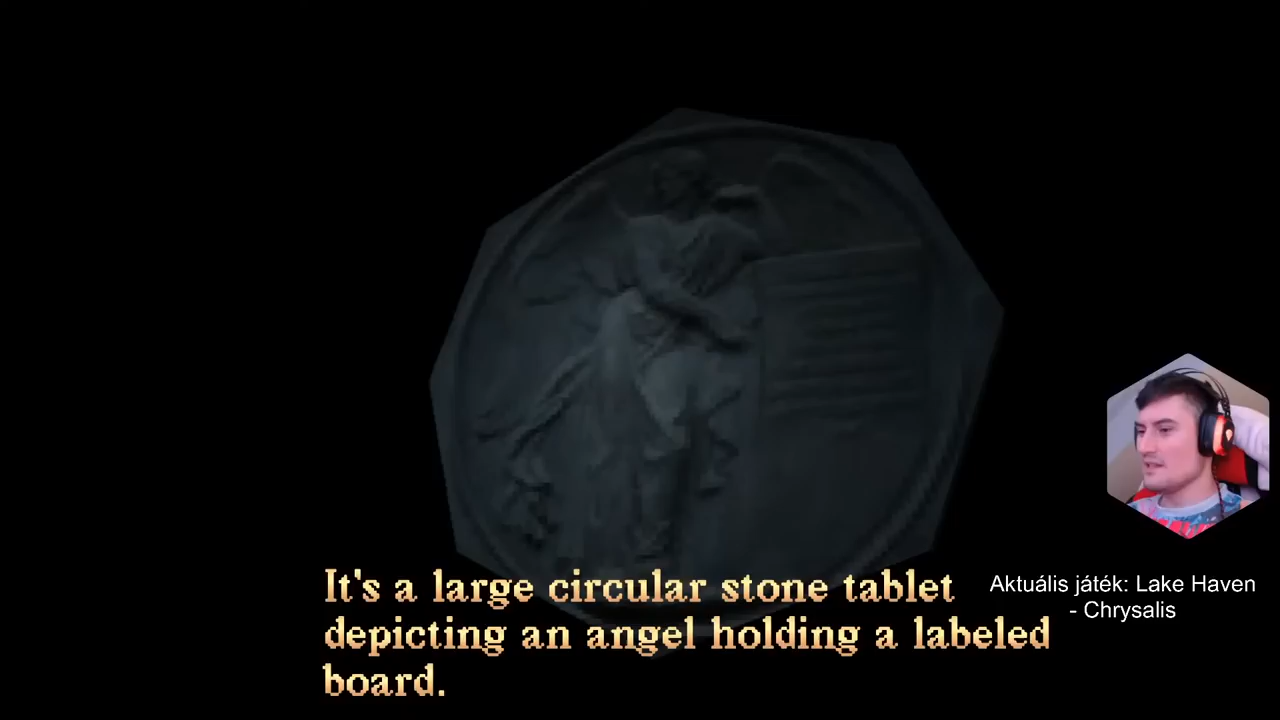 It's a large circular stone tablet
depicting an angel holding a labeled
board.
Aktuális játék: Lake Haven
- Chrysalis